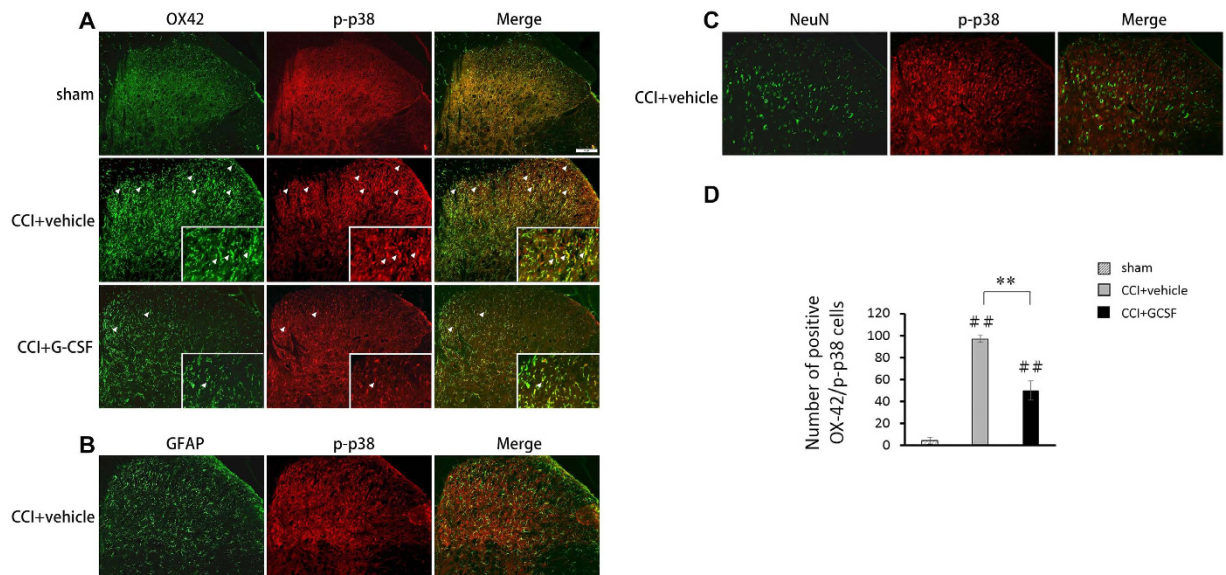 A
OX42 p-p38 Merge
sham
CCI+vehicle
CCI+G-CSF
B
GFAP p-p38 Merge
CCI+vehicle
C
NeuN p-p38 Merge
CCI+vehicle
D
Number of positive
OX-42/p-p38 cells
120
100
80
60
40
20
0
##
**
##
sham
CCI+vehicle
CCI+GCSF